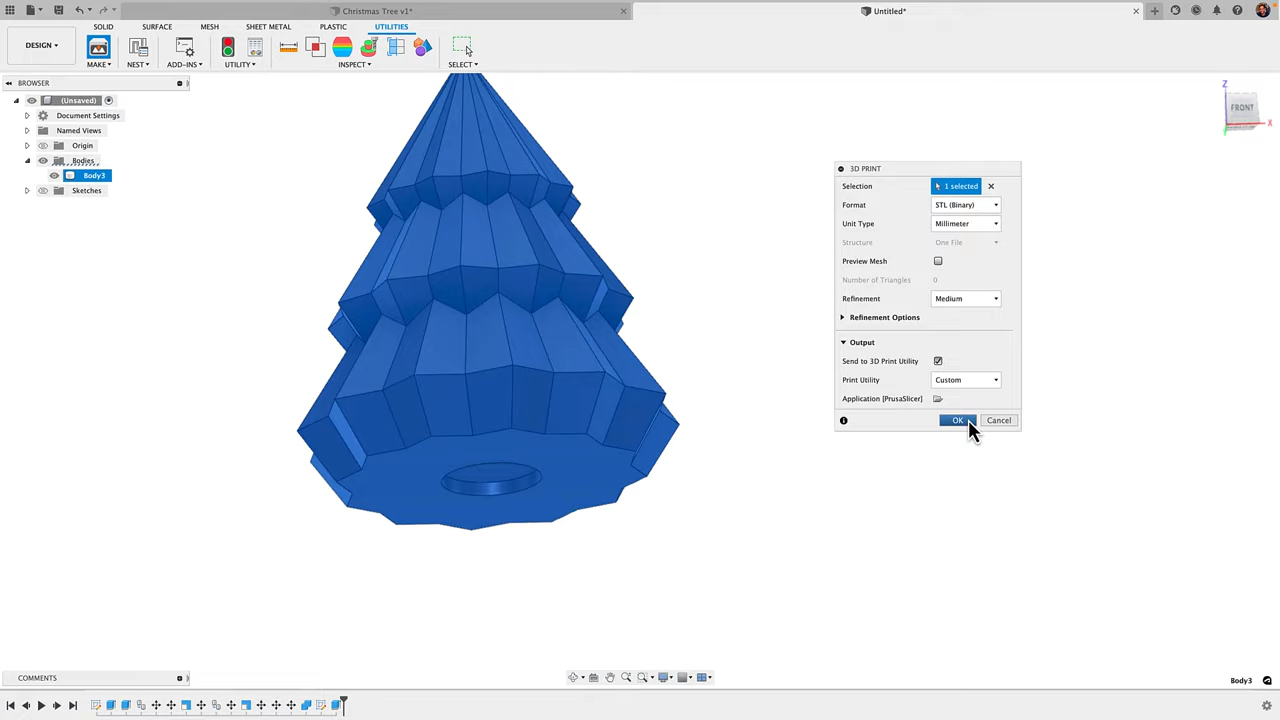 Christmas Tree v1*
Untitled*
SOLID SURFACE MESH SHEET METAL PLASTIC UTILITIES
DESIGN
MAKE NEST ADD-INS UTILITY INSPECT SELECT
BROWSER
(Unsaved)
Document Settings
Named Views
Origin
Bodies
Body3
Sketches
FRONT
Z
X
3D PRINT
Selection 1 selected
Format STL (Binary)
Unit Type Millimeter
Structure One File
Preview Mesh
Number of Triangles 0
Refinement Medium
Refinement Options
Output
Send to 3D Print Utility
Print Utility Custom
Application [PrusaSlicer]
OK Cancel
COMMENTS
Body3